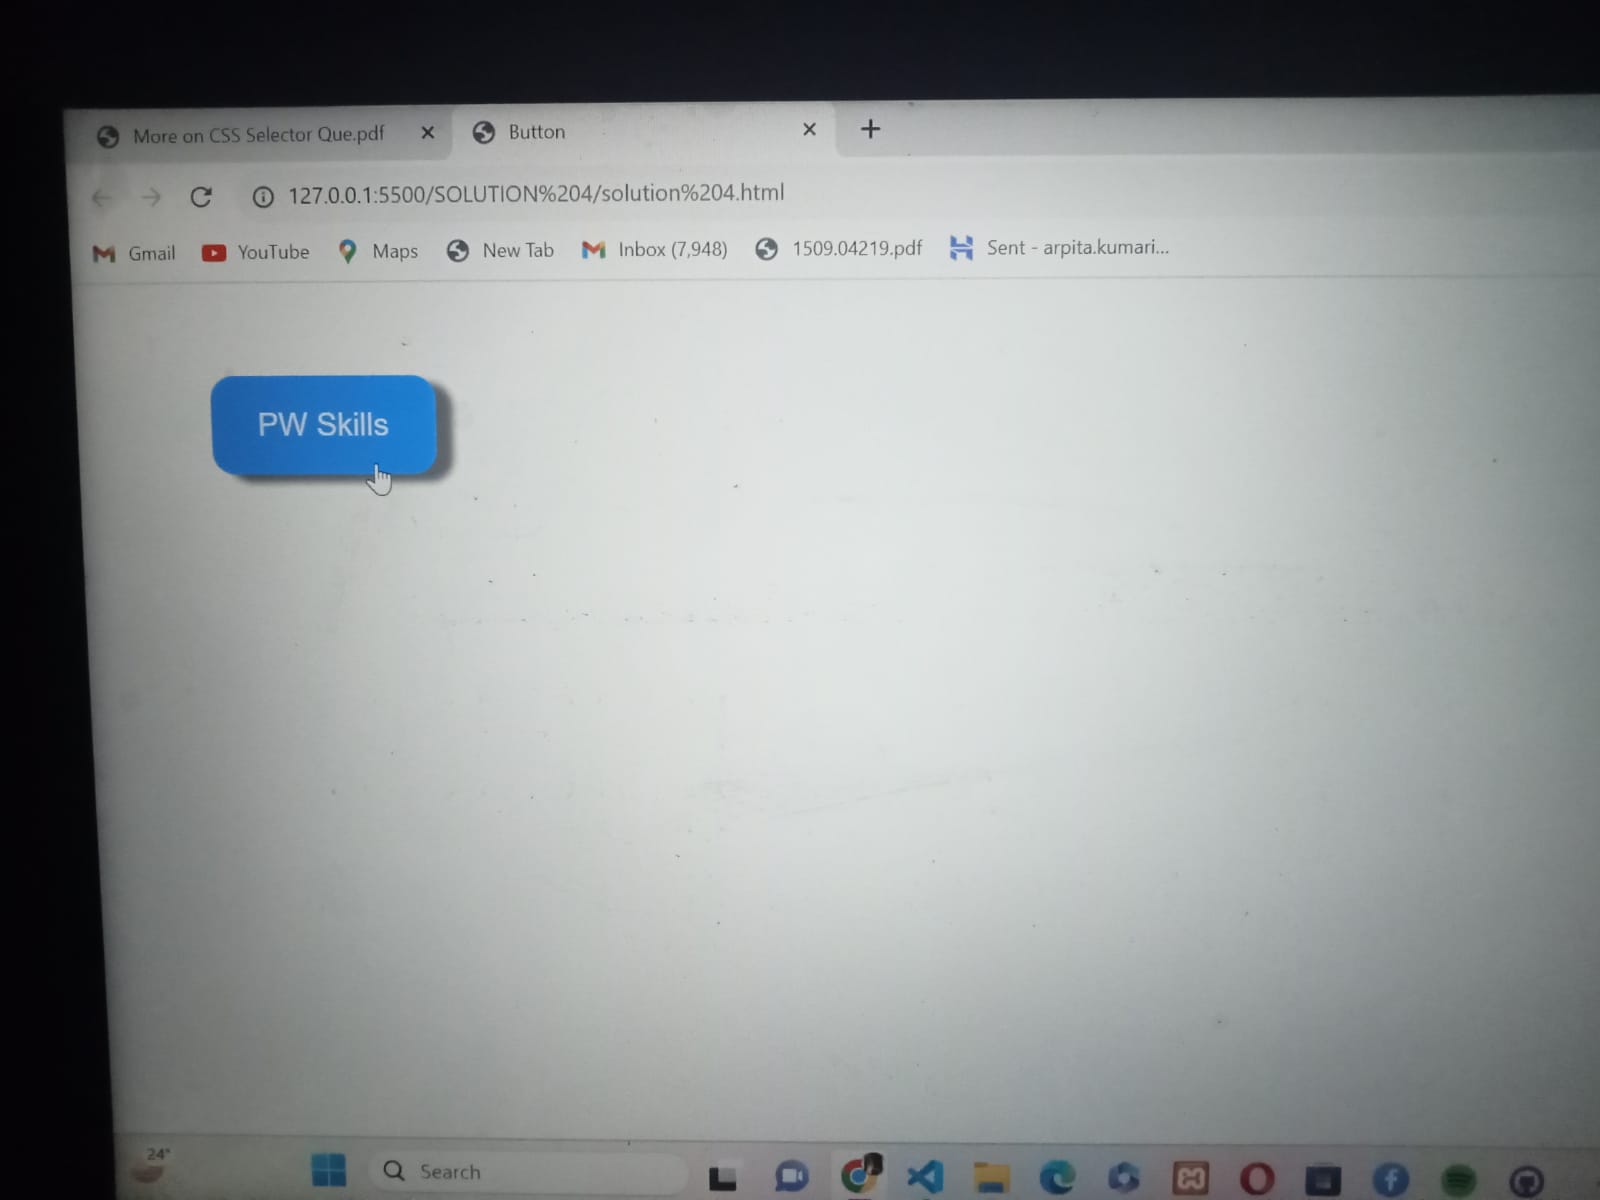 More on CSS Selector Que.pdf
Button
127.0.0.1:5500/SOLUTION%204/solution%204.html
Gmail
YouTube
Maps
New Tab
Inbox (7,948)
1509.04219.pdf
Sent - arpita.kumari...
PW Skills
24°
Search